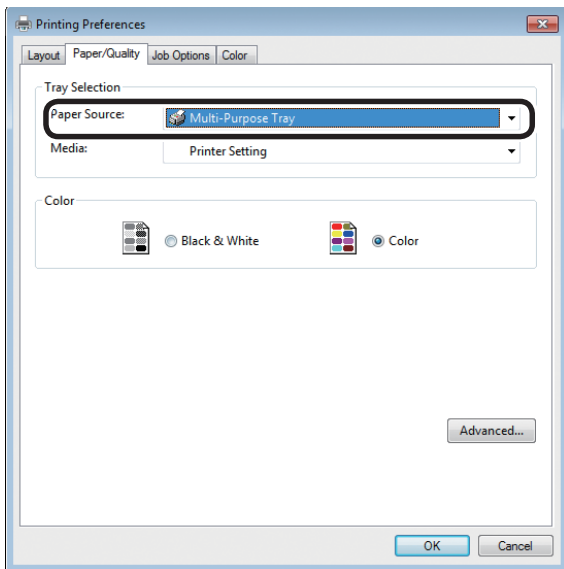 Printing Preferences
Layout Paper/Quality Job Options Color
Tray Selection
Paper Source: Multi-Purpose Tray
Media: Printer Setting
Color
Black & White Color
Advanced...
OK Cancel